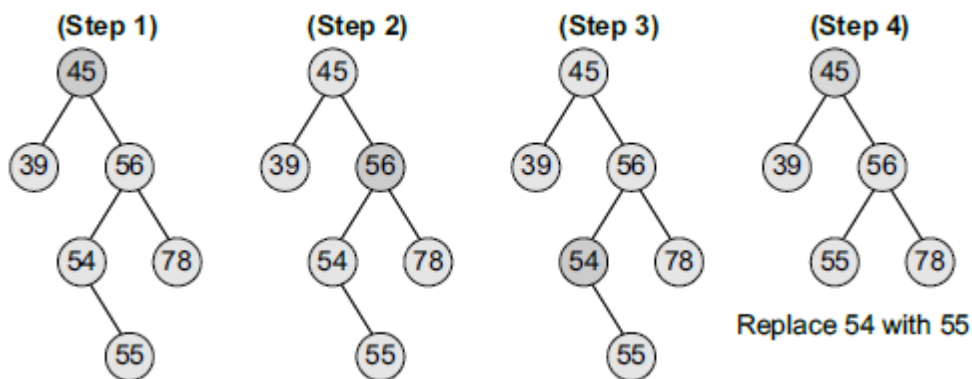 (Step 1) (Step 2) (Step 3) (Step 4)
45 45 45 45
39 56 39 56 39 56 39 56
54 78 54 78 54 78 55 78
Replace 54 with 55
55 55 55